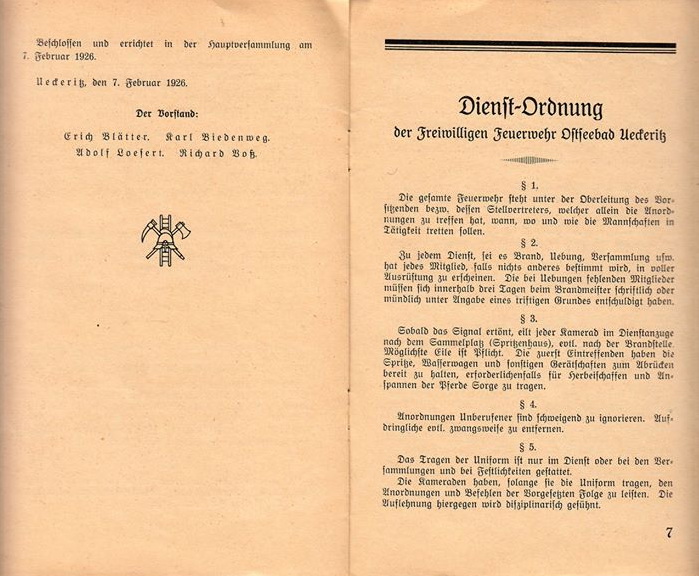 Beschlossen und errichtet in der Hauptversammlung am
7. Februar 1926.
Ueckeritz, den 7. Februar 1926.
Der Vorstand:
Erich Blätter. Karl Biedenweg.
Adolf Loefert. Richard Voß.
Dienst-Ordnung
der Freiwilligen Feuerwehr Ostseebad Ueckeritz
§ 1.
Die gesamte Feuerwehr steht unter der Oberleitung des Vor-
sitzenden bezw. dessen Stellvertreters, welcher allein die Anord-
nungen zu treffen hat, wann, wo und wie die Mannschaften in
Tätigkeit tretten sollen.
§ 2.
Zu jedem Dienst, sei es Brand, Uebung, Versammlung usw.
hat jedes Mitglied, falls nichts anderes bestimmt wird, in voller
Ausrüstung zu erscheinen. Die bei Uebungen fehlenden Mitglieder
müssen sich innerhalb drei Tagen beim Brandmeister schriftlich oder
mündlich unter Angabe eines triftigen Grundes entschuldigt haben.
§ 3.
Sobald das Signal ertönt, eilt jeder Kamerad im Dienstanzuge
nach dem Sammelplatz (Spritzenhaus), evtl. nach der Brandstelle.
Möglichste Eile ist Pflicht. Die zuerst Eintreffenden haben die
Spritze, Wasserwagen und sonstigen Gerätschaften zum Abrücken
bereit zu halten, erforderlichenfalls für Herbeischaffen und An-
spannen der Pferde Sorge zu tragen.
§ 4.
Anordnungen Unberufener sind schweigend zu ignorieren. Auf-
dringliche evtl. zwangsweise zu entfernen.
§ 5.
Das Tragen der Uniform ist nur im Dienst oder bei den Ver-
sammlungen und bei Festlichkeiten gestattet.
Die Kameraden haben, solange sie die Uniform tragen, den
Anordnungen und Befehlen der Vorgesetzten Folge zu leisten. Die
Auflehnung hiergegen wird disziplinarisch gesühnt.
7